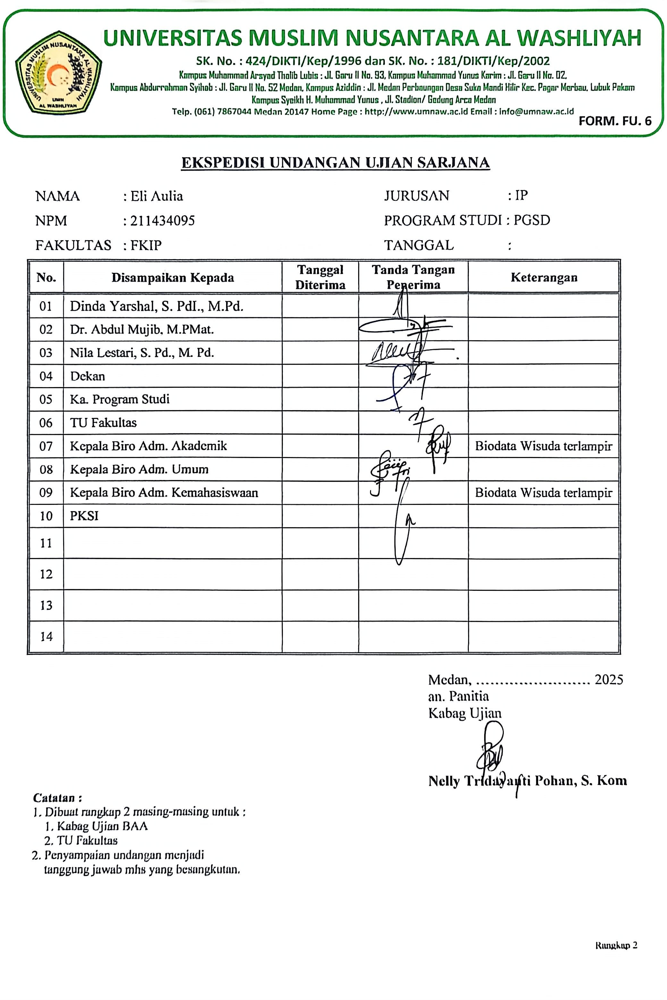 UNIVERSITAS MUSLIM NUSANTARA AL WASHLIYAH
SK. No. : 424/DIKTI/Kep/1996 dan SK. No. : 181/DIKTI/Kep/2002
Kampus Muhammad Arsyad Thalib Lubis : Jl. Garu II No. 93, Kampus Muhammad Yunus Karim : Jl. Garu II No. 02,
Kampus Abdurrahman Syihab : Jl. Garu II No. 52 Medan, Kampus Aziddin : Jl. Medan Perbaungan Desa Suka Mandi Hilir Kec. Pagar Merbau, Lubuk Pakam
Kampus Syeikh H. Muhammad Yunus , Jl. Stadion/ Gedung Arca Medan
Telp. (061) 7867044 Medan 20147 Home Page : http://www.umnaw.ac.id Email : info@umnaw.ac.id
FORM. FU. 6
UNIVERSITAS MUSLIM NUSANTARA AL WASHLIYAH
UMN
AL WASHLIYAH
EKSPEDISI UNDANGAN UJIAN SARJANA
NAMA : Eli Aulia JURUSAN : IP
NPM : 211434095 PROGRAM STUDI : PGSD
FAKULTAS : FKIP TANGGAL :
No. Disampaikan Kepada Tanggal Diterima Tanda Tangan Penerima Keterangan
01 Dinda Yarshal, S. PdI., M.Pd.
02 Dr. Abdul Mujib, M.PMat.
03 Nila Lestari, S. Pd., M. Pd.
04 Dekan
05 Ka. Program Studi
06 TU Fakultas
07 Kepala Biro Adm. Akademik Biodata Wisuda terlampir
08 Kepala Biro Adm. Umum
09 Kepala Biro Adm. Kemahasiswaan Biodata Wisuda terlampir
10 PKSI
11
12
13
14
Medan, ........................ 2025
an. Panitia
Kabag Ujian
Nelly Tridayanti Pohan, S. Kom
Catatan :
1. Dibuat rangkap 2 masing-masing untuk :
1. Kabag Ujian BAA
2. TU Fakultas
2. Penyampaian undangan menjadi
tanggung jawab mhs yang besangkutan.
Rangkap 2